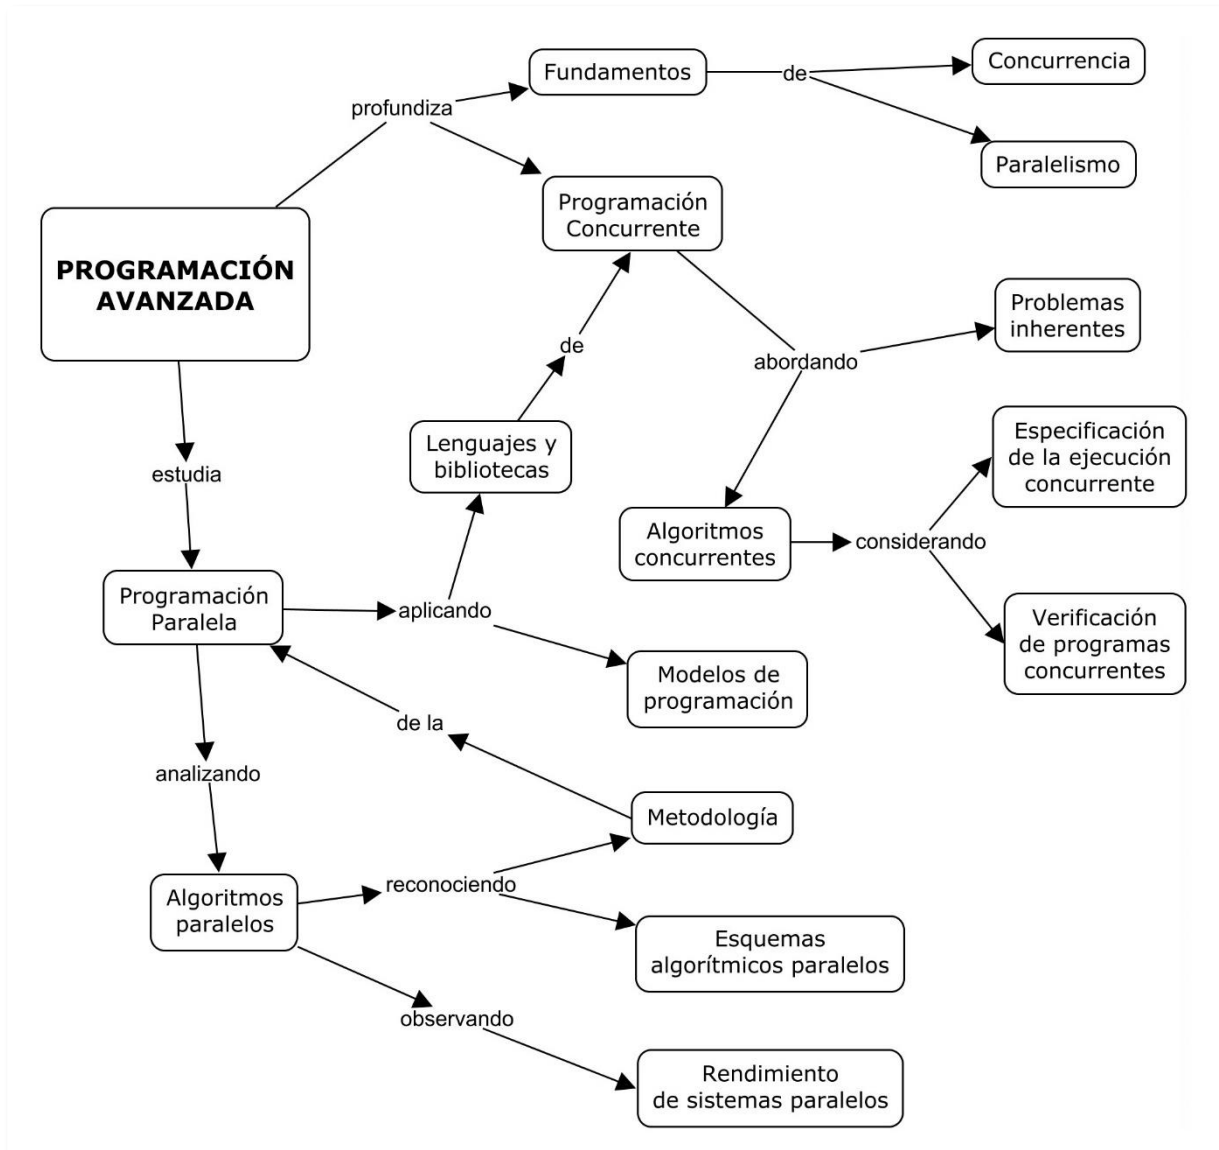 Fundamentos
de
Concurrencia
profundiza
Paralelismo
Programación
Concurrente
PROGRAMACIÓN
AVANZADA
Problemas
inherentes
de
abordando
Lenguajes y
bibliotecas
Especificación
de la ejecución
concurrente
estudia
Algoritmos
concurrentes
considerando
Programación
Paralela
aplicando
Verificación
de programas
concurrentes
Modelos de
programación
de la
analizando
Metodología
Algoritmos
paralelos
reconociendo
Esquemas
algorítmicos paralelos
observando
Rendimiento
de sistemas paralelos